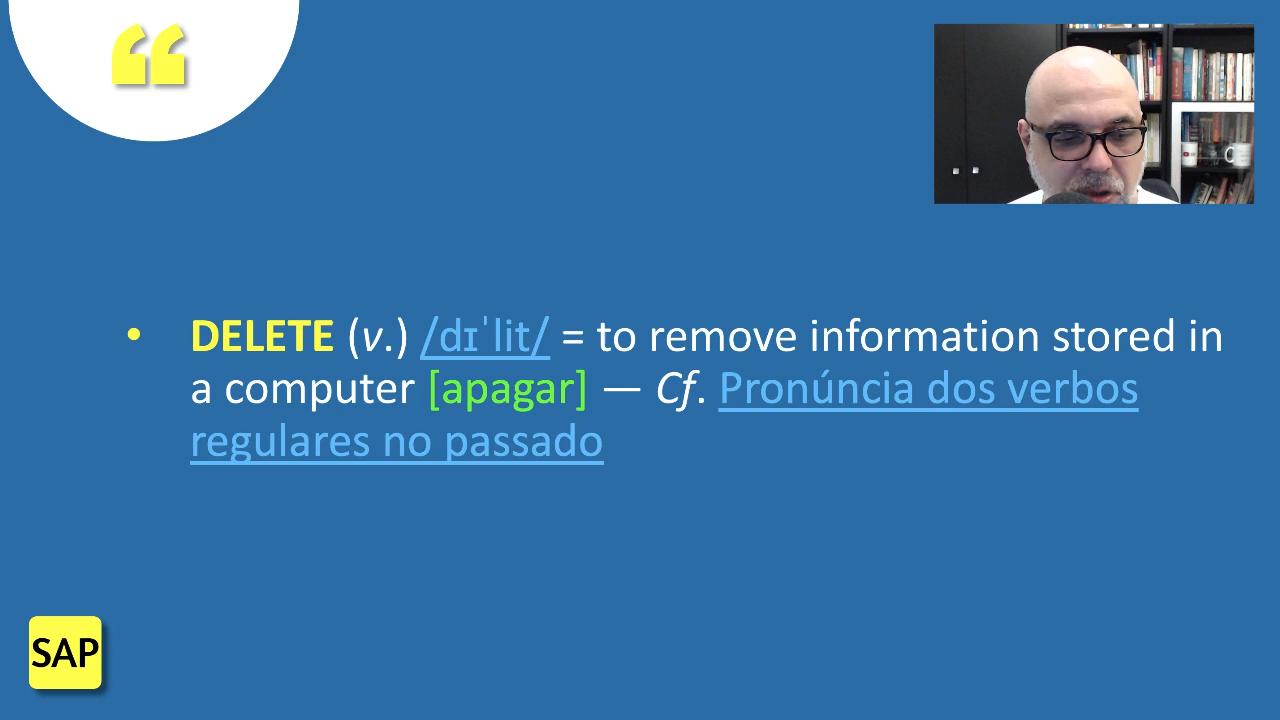 “
• DELETE (v.) /dɪˈlit/ = to remove information stored in
a computer [apagar] — Cf. Pronúncia dos verbos
regulares no passado
SAP